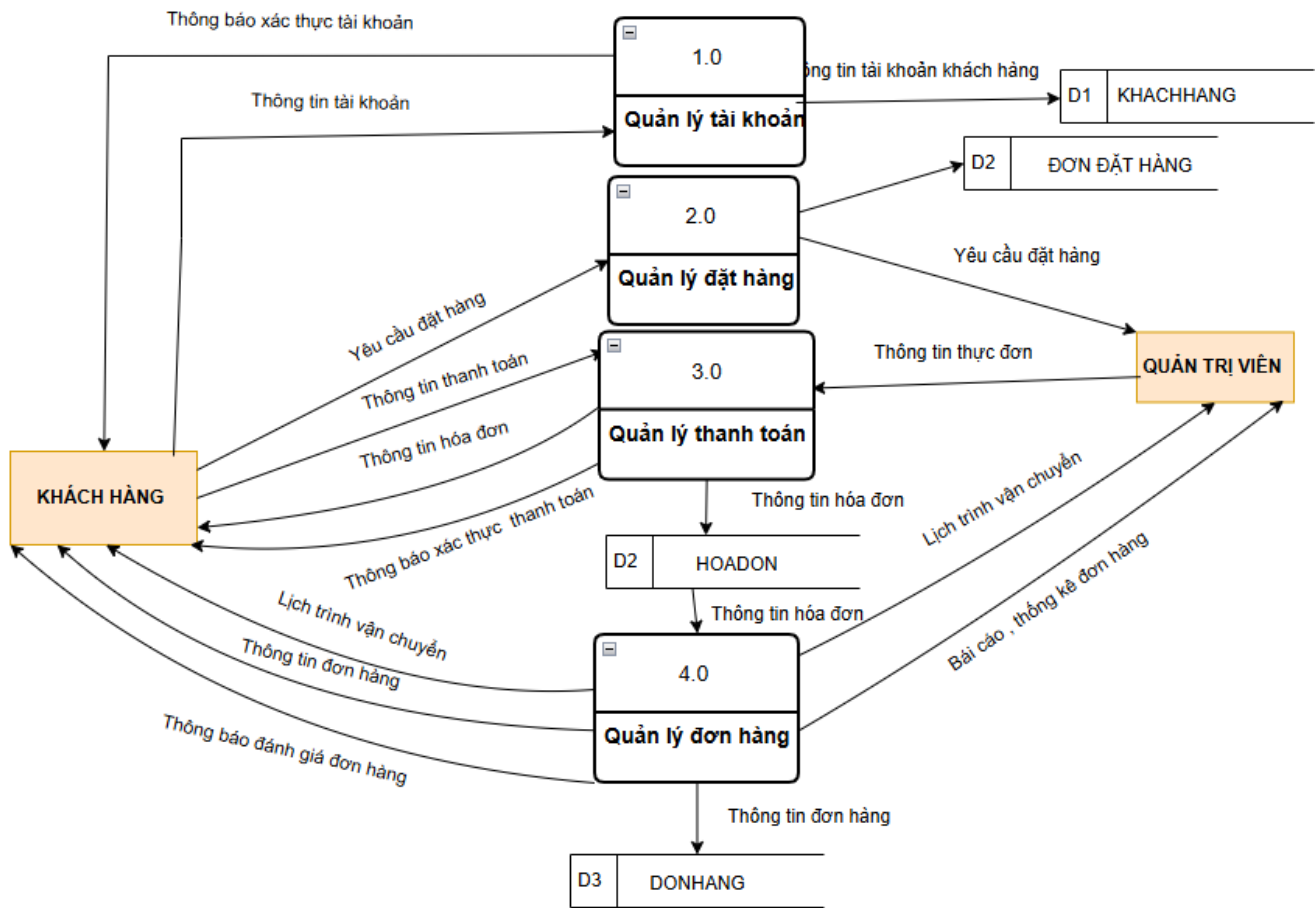 Thông báo xác thực tài khoản
1.0
ông tin tài khoản khách hàng
Thông tin tài khoản
D1
KHACHHANG
Quản lý tài khoản
D2
ĐƠN ĐẶT HÀNG
2.0
Yêu cầu đặt hàng
Quản lý đặt hàng
Yêu cầu đặt hàng
Thông tin thực đơn
QUẢN TRỊ VIÊN
Thông tin thanh toán
3.0
Thông tin hóa đơn
Quản lý thanh toán
KHÁCH HÀNG
Thông báo xác thực thanh toán
Thông tin hóa đơn
Lịch trình vận chuyển
D2
HOADON
Lịch trình vận chuyển
Thông tin hóa đơn
Bái cáo , thống kê đơn hàng
Thông tin đơn hàng
4.0
Quản lý đơn hàng
Thông báo đánh giá đơn hàng
Thông tin đơn hàng
D3
DONHANG